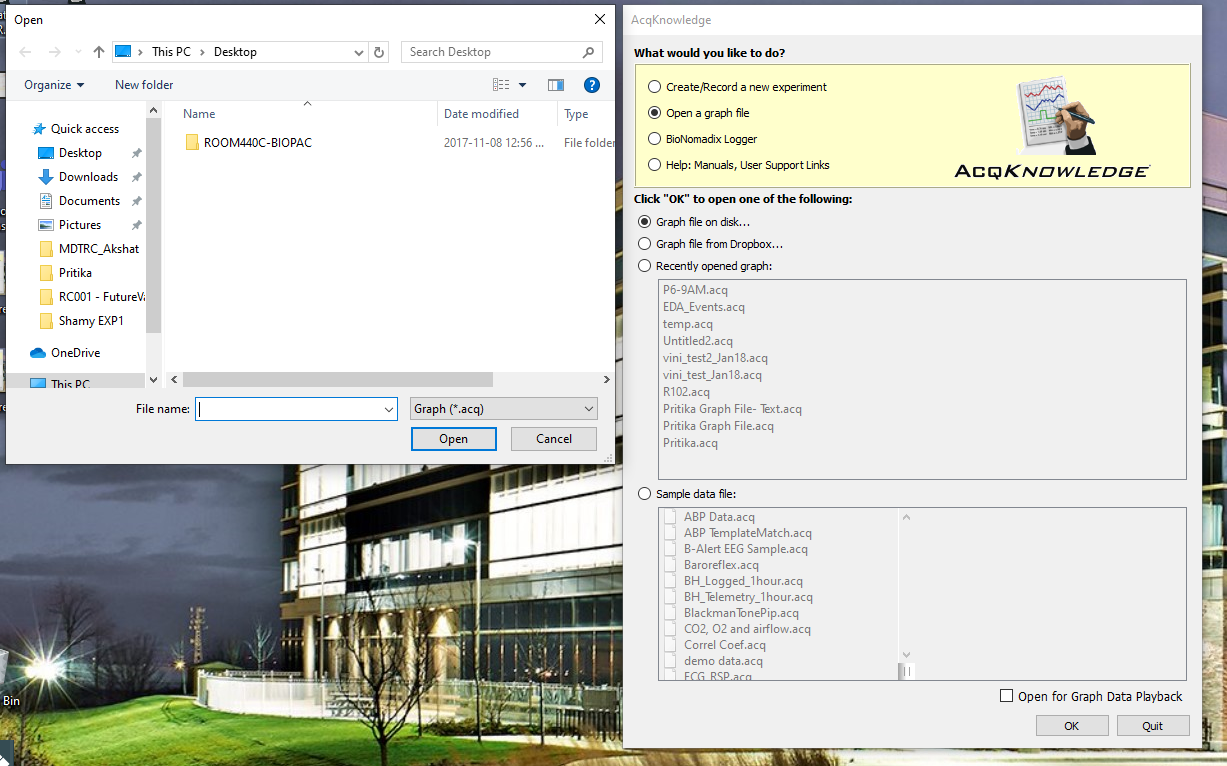 Open
This PC
Desktop
Search Desktop
Organize
New folder
Name
Date modified
Type
Quick access
Desktop
Downloads
Documents
Pictures
MDTRC_Akshat
Pritika
RC001 - FutureVa
Shamy EXP1
OneDrive
This PC
ROOM440C-BIOPAC
2017-11-08 12:56 ...
File folder
File name:
Graph (*.acq)
Open
Cancel
AcqKnowledge
What would you like to do?
Create/Record a new experiment
Open a graph file
BioNomadix Logger
Help: Manuals, User Support Links
ACQKNOWLEDGE
Click "OK" to open one of the following:
Graph file on disk...
Graph file from Dropbox...
Recently opened graph:
P6-9AM.acq
EDA_Events.acq
temp.acq
Untitled2.acq
vini_test2_Jan18.acq
vini_test_Jan18.acq
R102.acq
Pritika Graph File- Text.acq
Pritika Graph File.acq
Pritika.acq
Sample data file:
ABP Data.acq
ABP TemplateMatch.acq
B-Alert EEG Sample.acq
Baroreflex.acq
BH_Logged_1hour.acq
BH_Telemetry_1hour.acq
BlackmanTonePip.acq
CO2, O2 and airflow.acq
Correl Coef.acq
demo data.acq
ECG_RSP.acq
Open for Graph Data Playback
OK
Quit
Bin